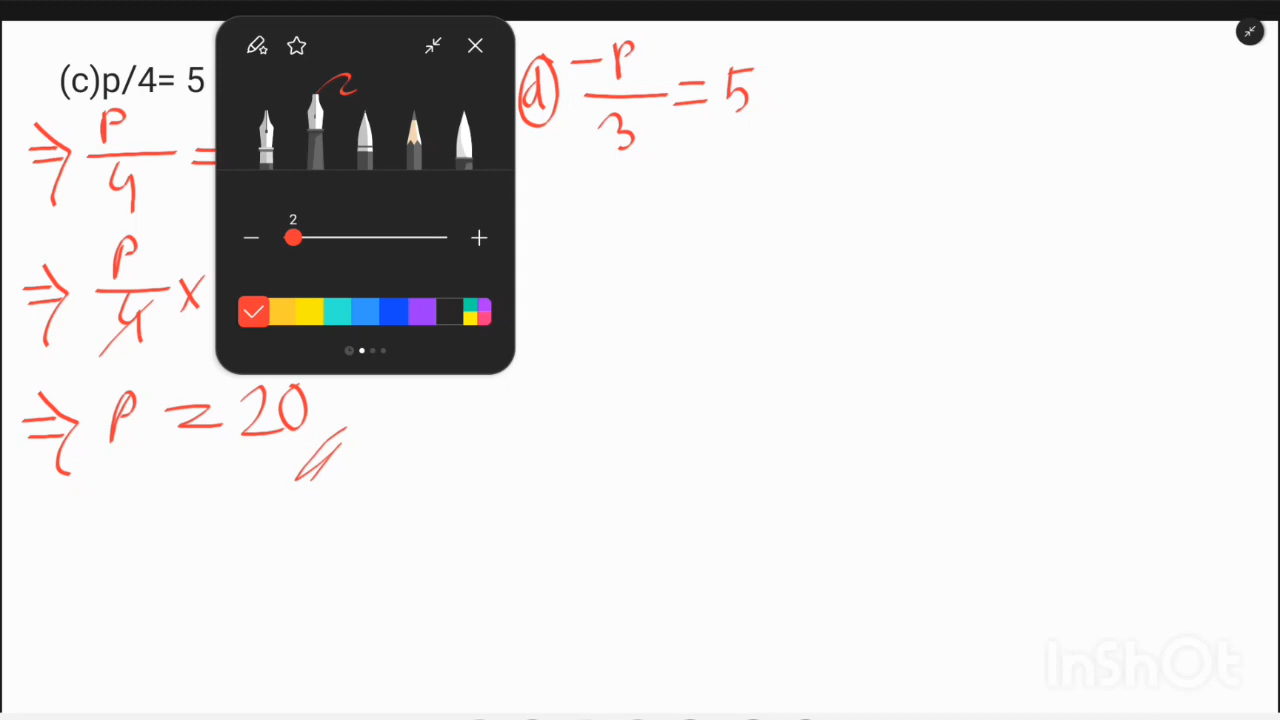 (c)p/4= 5
⇒ p/4 =
⇒ p/4 ×
⇒ p = 20
2
(d) -p/3 = 5
InShOt